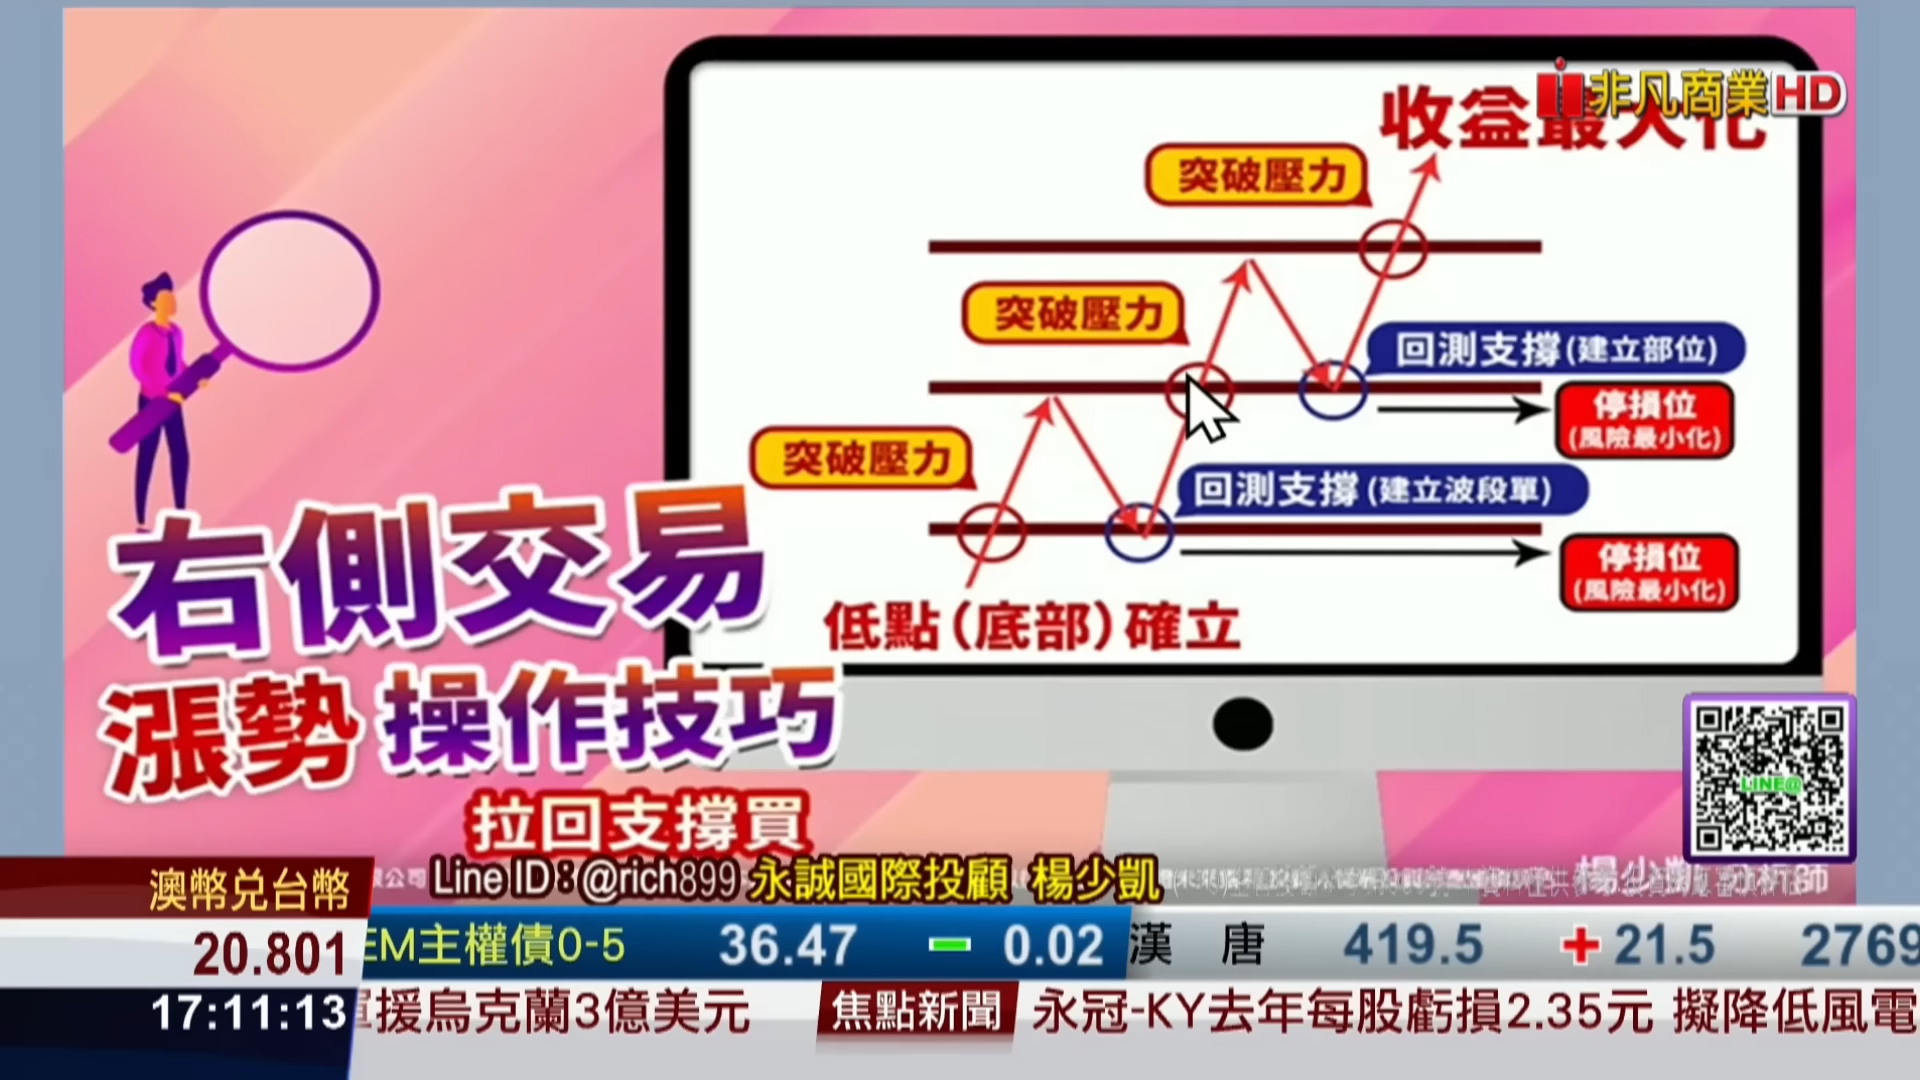 非凡商業HD
收益最大化
突破壓力
突破壓力
回測支撐(建立部位)
停損位
(風險最小化)
突破壓力
回測支撐(建立波段單)
停損位
(風險最小化)
低點(底部)確立
右側交易
漲勢操作技巧
拉回支撐買
LINE@
Line ID：@rich899 永誠國際投顧 楊少凱
楊少凱 分析師
澳幣兌台幣
20.801
EM主權債0-5 36.47 0.02 漢 唐 419.5 +21.5 2769
17:11:13
援烏克蘭3億美元 焦點新聞 永冠-KY去年每股虧損2.35元 擬降低風電